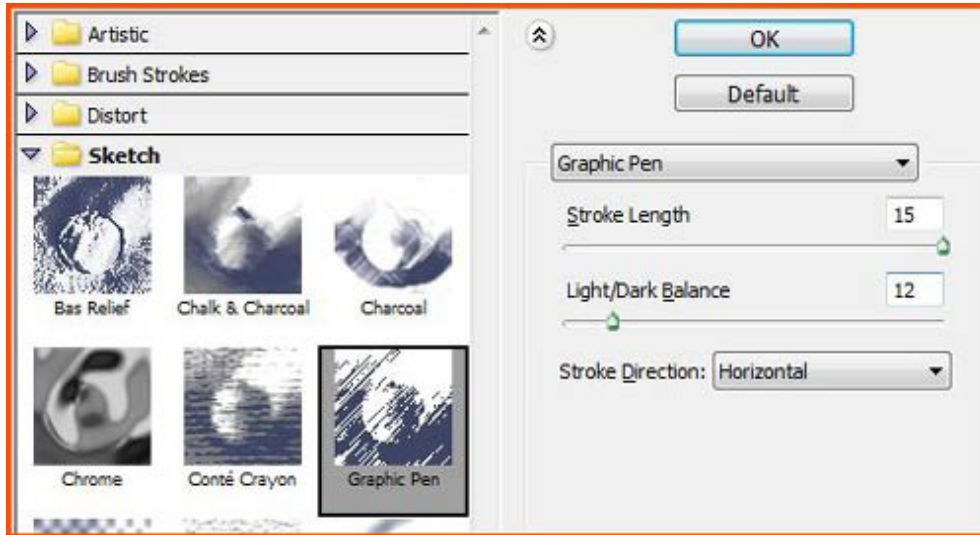 Artistic
Brush Strokes
Distort
Sketch
Bas Relief
Chalk & Charcoal
Charcoal
Chrome
Conté Crayon
Graphic Pen
OK
Default
Graphic Pen
Stroke Length 15
Light/Dark Balance 12
Stroke Direction: Horizontal